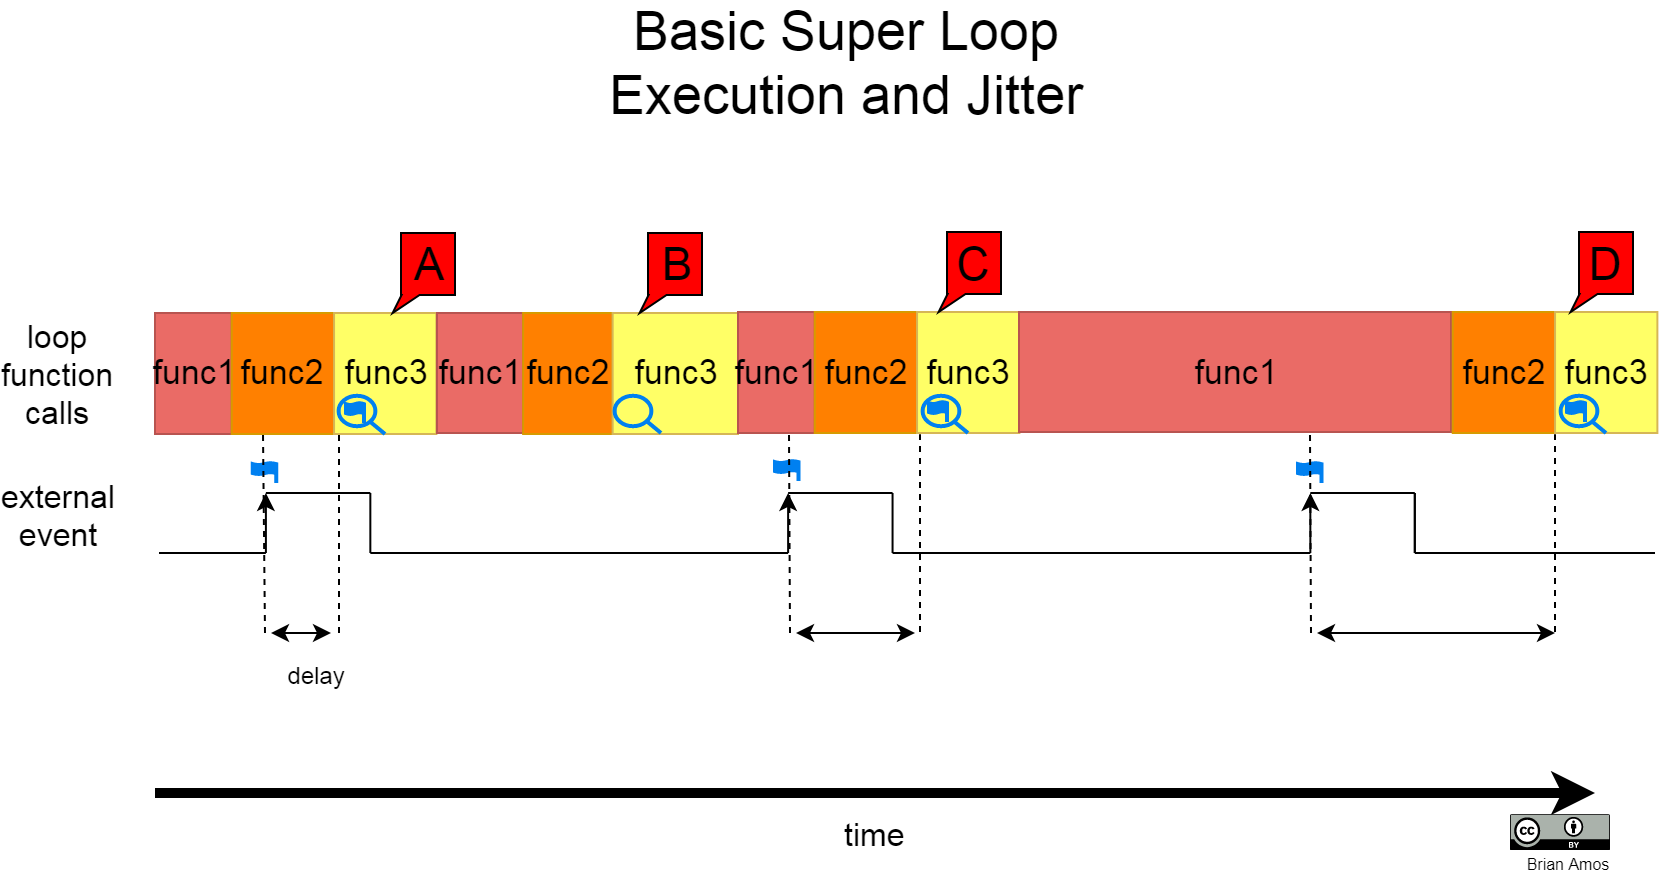 Basic Super Loop
Execution and Jitter
A
B
C
D
loop
function
calls
func1 func2 func3 func1 func2 func3 func1 func2 func3 func1 func2 func3
external
event
delay
time
cc
BY
Brian Amos